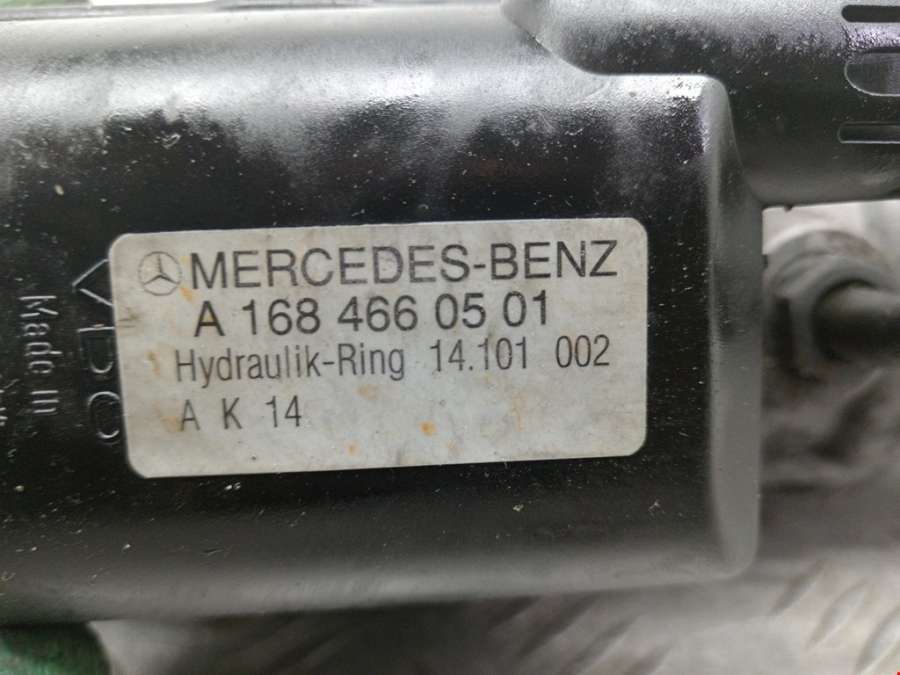 MERCEDES-BENZ
A 168 466 05 01
Hydraulik-Ring 14.101 002
A K 14
Made in